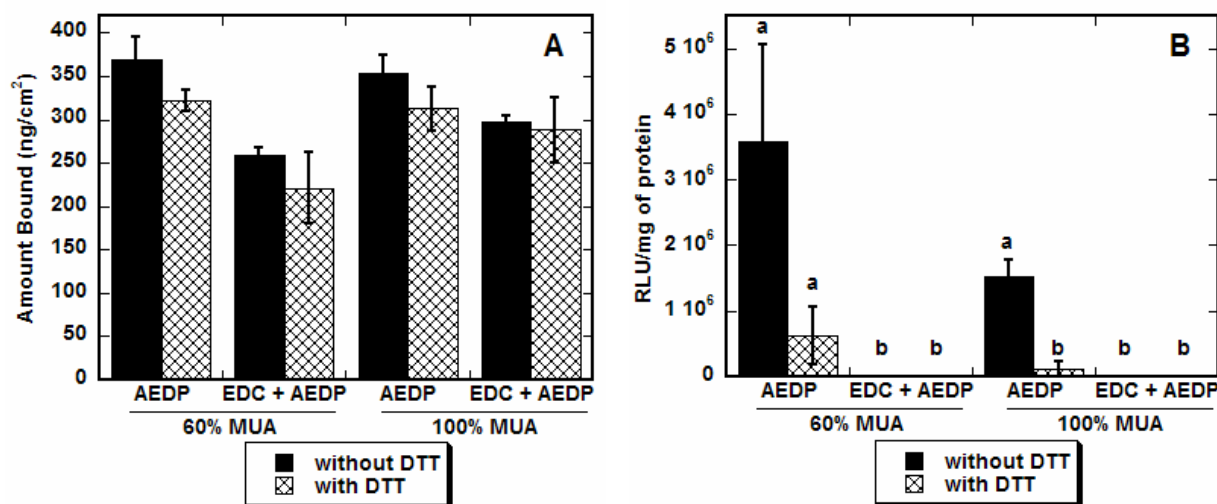 A
Amount Bound (ng/cm²)
400
350
300
250
200
150
100
50
0
AEDP EDC + AEDP AEDP EDC + AEDP
60% MUA 100% MUA
without DTT
with DTT
B
RLU/mg of protein
5 10⁶
4 10⁶
3 10⁶
2 10⁶
1 10⁶
0
a a b b a b b b
AEDP EDC + AEDP AEDP EDC + AEDP
60% MUA 100% MUA
without DTT
with DTT